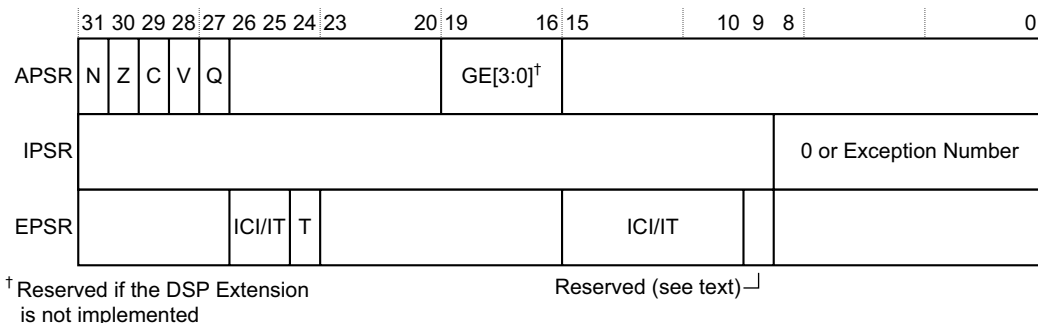 31 30 29 28 27 26 25 24 23 20 19 16 15 10 9 8 0
APSR N Z C V Q GE[3:0]†
IPSR 0 or Exception Number
EPSR ICI/IT T ICI/IT
† Reserved if the DSP Extension
is not implemented
Reserved (see text)